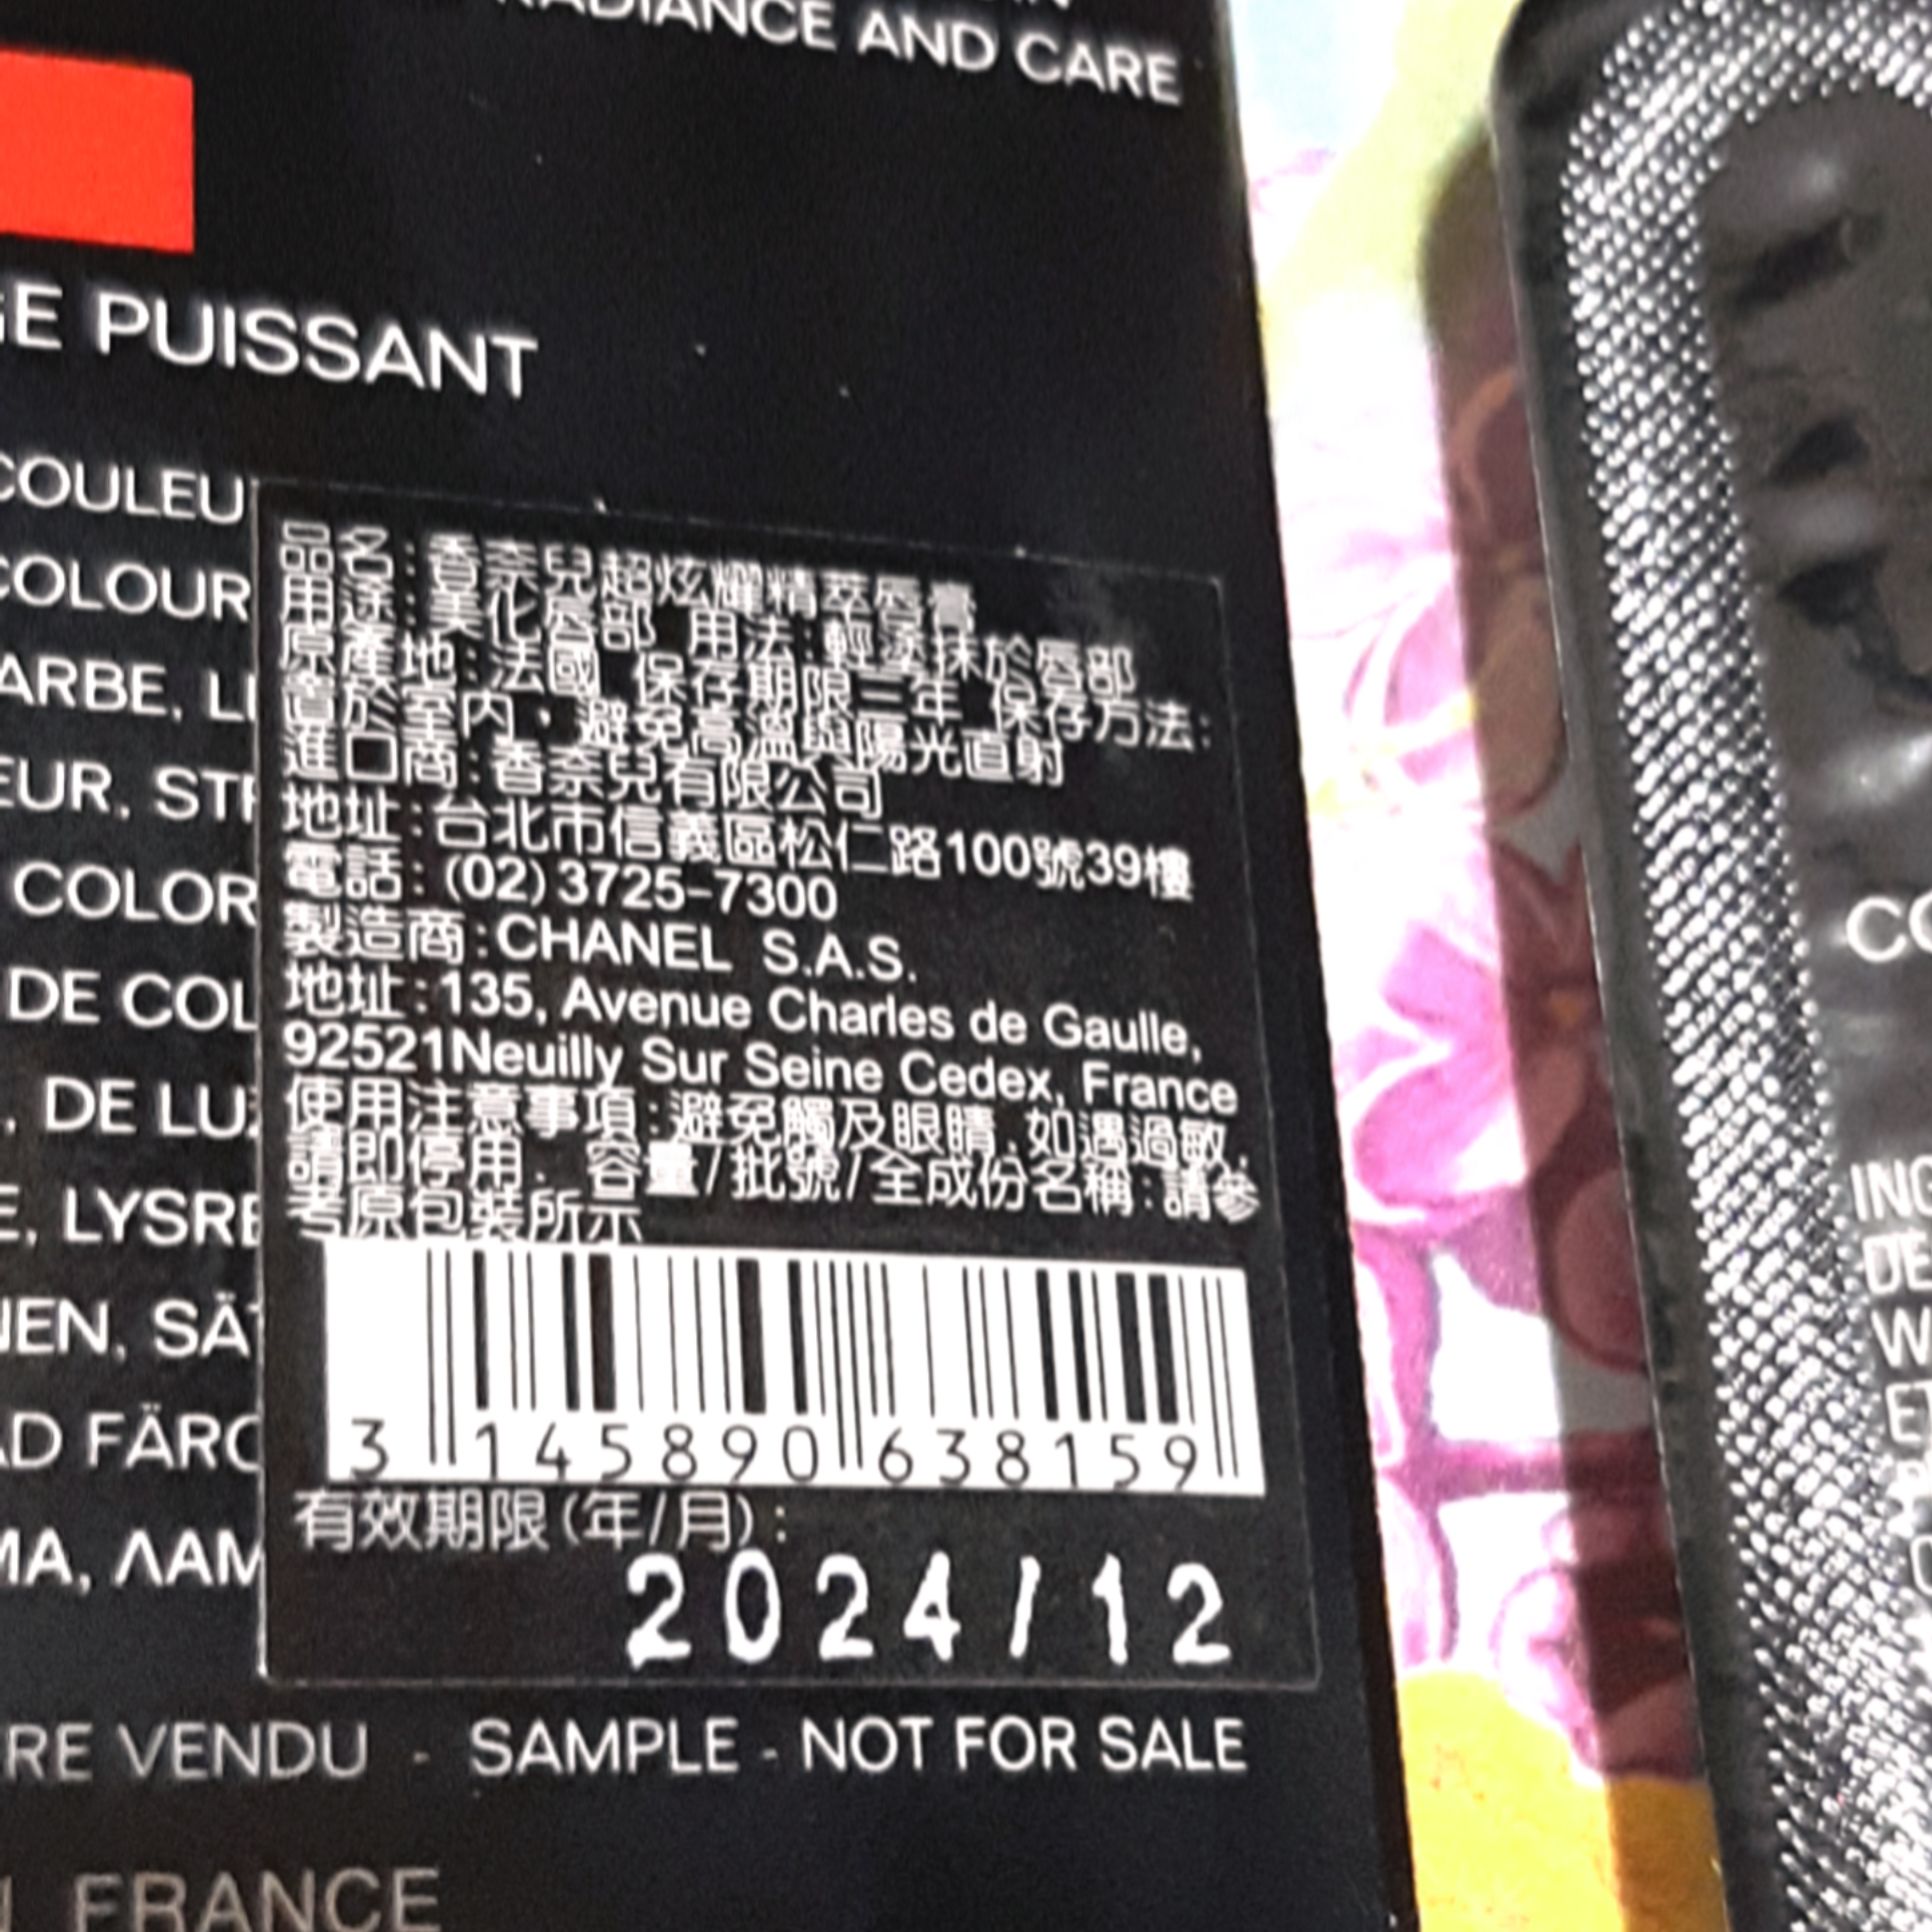 RADIANCE AND CARE
GE PUISSANT
COULEU
COLOUR
ARBE, LI
EUR, STR
COLOR
DE COL
, DE LU
E, LYSRE
NEN, SÄ
AD FÄRG
MA, ΛΑΜ
品名:香奈兒超炫耀精萃唇膏
用途:美化唇部 用法:輕塗抹於唇部
原產地:法國 保存期限三年 保存方法:
置於室內,避免高溫與陽光直射
進口商:香奈兒有限公司
地址:台北市信義區松仁路100號39樓
電話:(02)3725-7300
製造商:CHANEL S.A.S.
地址:135, Avenue Charles de Gaulle,
92521Neuilly Sur Seine Cedex, France
使用注意事項:避免觸及眼睛.如遇過敏,
請即停用. 容量/批號/全成份名稱:請參
考原包裝所示
3 145890 638159
有效期限(年/月):
2024/12
RE VENDU - SAMPLE - NOT FOR SALE
FRANCE
CO
ING
DE
W